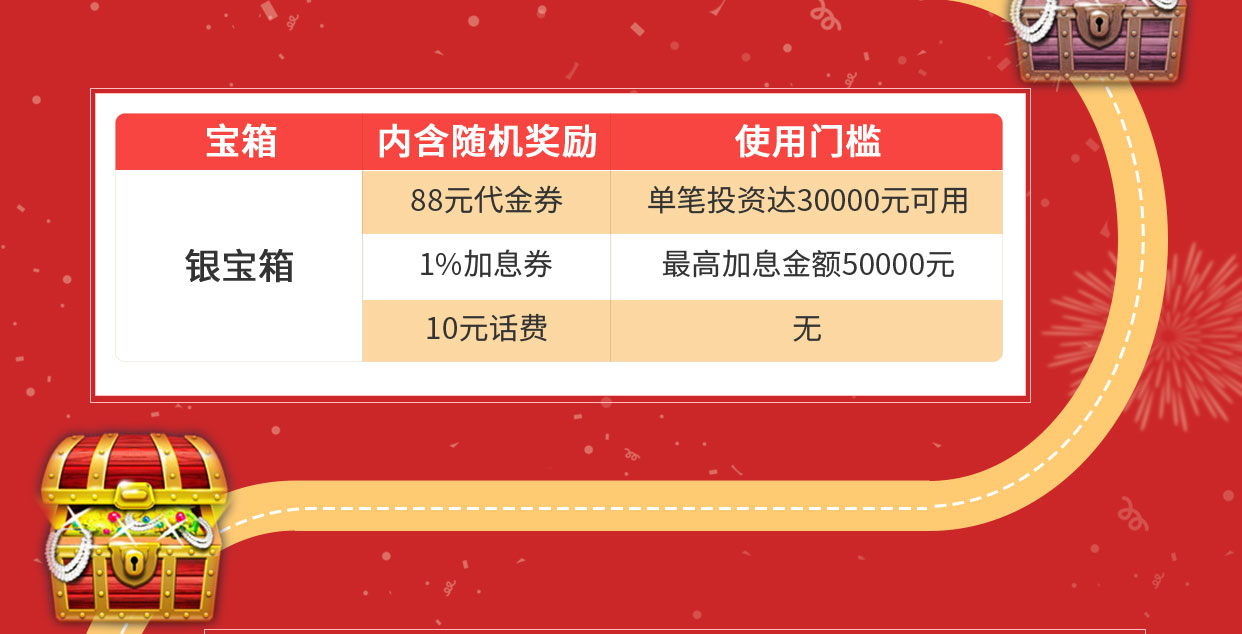 宝箱 内含随机奖励 使用门槛
88元代金券 单笔投资达30000元可用
银宝箱 1%加息券 最高加息金额50000元
10元话费 无